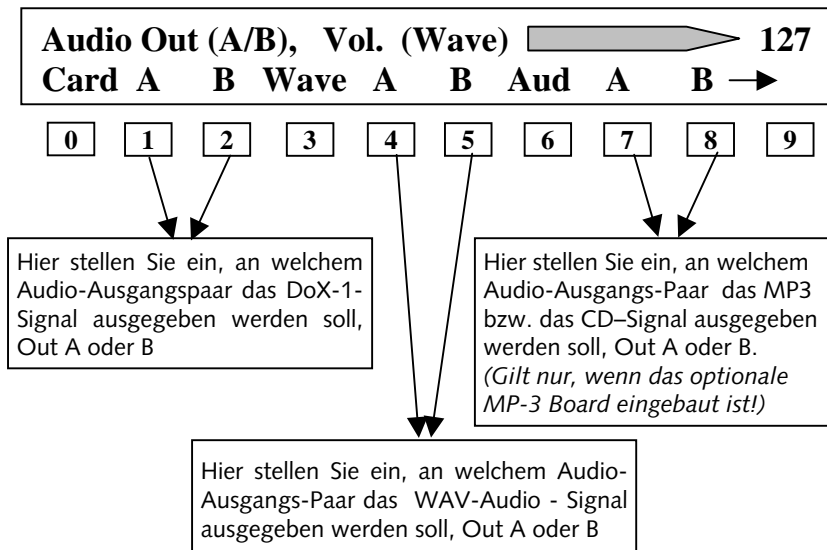 Audio Out (A/B), Vol. (Wave) 127
Card A B Wave A B Aud A B
0 1 2 3 4 5 6 7 8 9
Hier stellen Sie ein, an welchem
Audio-Ausgangspaar das DoX-1-
Signal ausgegeben werden soll,
Out A oder B
Hier stellen Sie ein, an welchem
Audio-Ausgangs-Paar das MP3
bzw. das CD–Signal ausgegeben
werden soll, Out A oder B.
(Gilt nur, wenn das optionale
MP-3 Board eingebaut ist!)
Hier stellen Sie ein, an welchem Audio-
Ausgangs-Paar das WAV-Audio - Signal
ausgegeben werden soll, Out A oder B